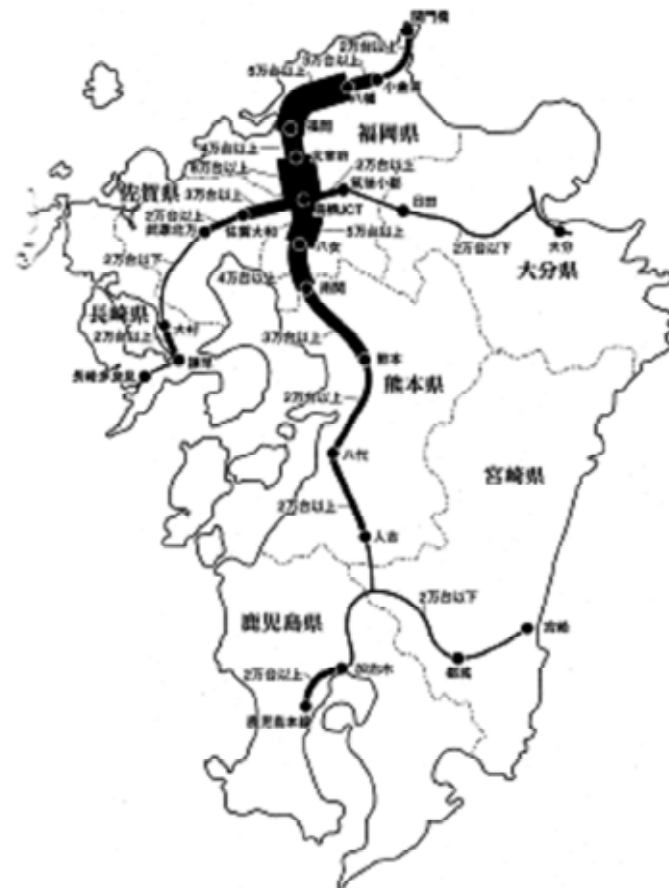 関門橋
2万台以上
3万台以上
5万台以上
八幡
小倉東
福間
福岡県
4万台以上
太宰府
8万台以上
2万台以上
佐賀県
筑後小郡
3万台以上
鳥栖JCT
日田
2万台以上
武雄北方
佐賀大和
八女
5万台以上
2万台以下
大分
大分県
2万台以下
4万台以上
南関
長崎県
大村
3万台以上
2万台以上
諫早
熊本
長崎多良見
熊本県
2万台以上
宮崎県
八代
2万台以上
人吉
2万台以下
鹿児島県
宮崎
2万台以上
加治木
都城
鹿児島本線